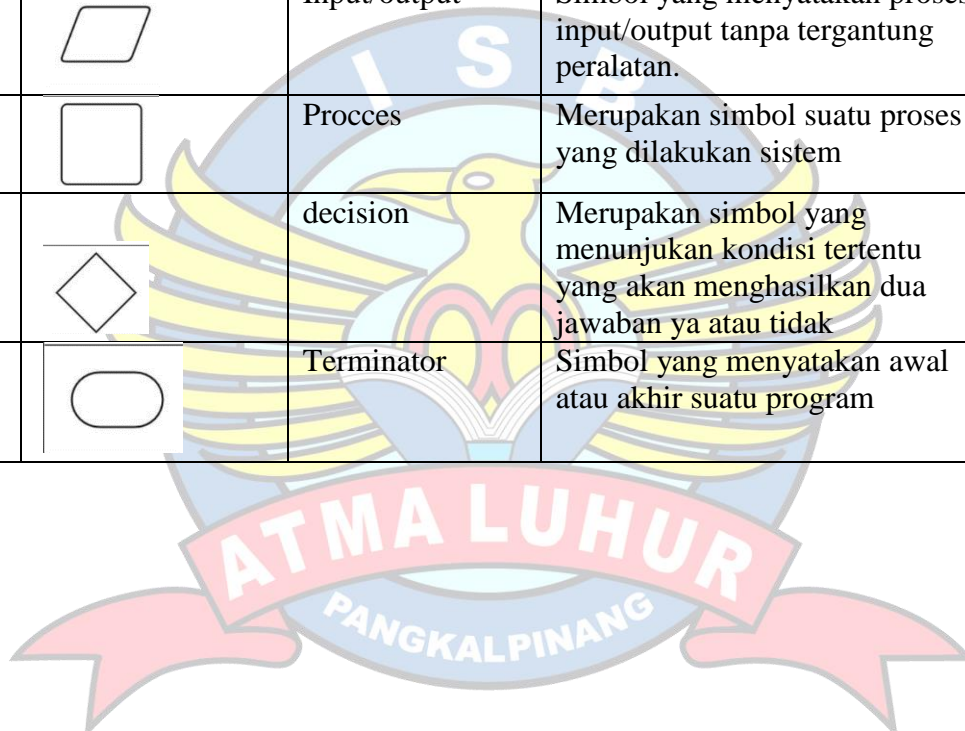 Input/output
Simbol yang menyatakan proses
input/output tanpa tergantung
peralatan.
Procces
Merupakan simbol suatu proses
yang dilakukan sistem
decision
Merupakan simbol yang
menunjukan kondisi tertentu
yang akan menghasilkan dua
jawaban ya atau tidak
Terminator
Simbol yang menyatakan awal
atau akhir suatu program
I S B
ATMA LUHUR
PANGKALPINANG